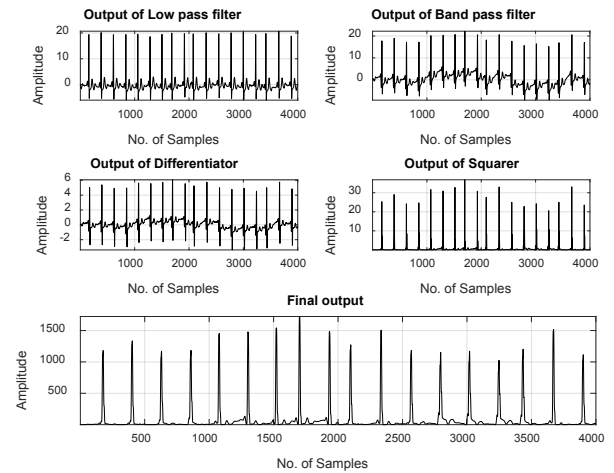 Output of Low pass filter
Output of Band pass filter
20
10
0
Amplitude
1000 2000 3000 4000
No. of Samples
20
10
0
Amplitude
1000 2000 3000 4000
No. of Samples
Output of Differentiator
Output of Squarer
6
4
2
0
-2
Amplitude
1000 2000 3000 4000
No. of Samples
30
20
10
Amplitude
1000 2000 3000 4000
No. of Samples
Final output
1500
1000
500
Amplitude
500 1000 1500 2000 2500 3000 3500 4000
No. of Samples